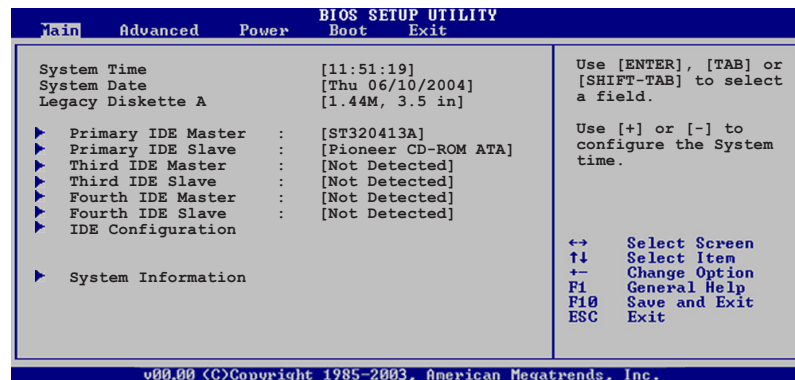 BIOS SETUP UTILITY
Main Advanced Power Boot Exit
System Time [11:51:19]
System Date [Thu 06/10/2004]
Legacy Diskette A [1.44M, 3.5 in]
Primary IDE Master : [ST320413A]
Primary IDE Slave : [Pioneer CD-ROM ATA]
Third IDE Master : [Not Detected]
Third IDE Slave : [Not Detected]
Fourth IDE Master : [Not Detected]
Fourth IDE Slave : [Not Detected]
IDE Configuration
System Information
Use [ENTER], [TAB] or
[SHIFT-TAB] to select
a field.
Use [+] or [-] to
configure the System
time.
↔ Select Screen
↑↓ Select Item
+- Change Option
F1 General Help
F10 Save and Exit
ESC Exit
v00.00 (C)Copyright 1985-2003, American Megatrends, Inc.